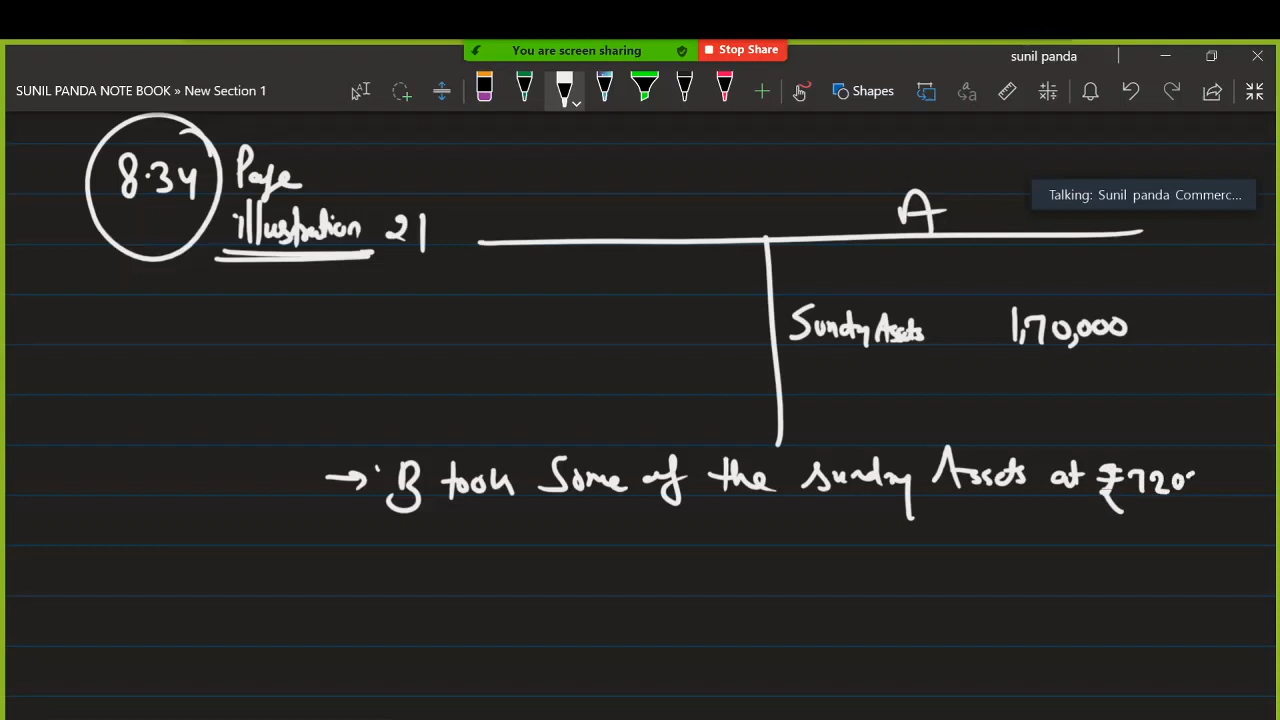 You are screen sharing
Stop Share
sunil panda
SUNIL PANDA NOTE BOOK » New Section 1
Shapes
8.34 Page
illustration 21
A
Talking: Sunil panda Commerc...
Sundry Assets 1,70,000
→ B took Some of the sundry Assets at ₹720